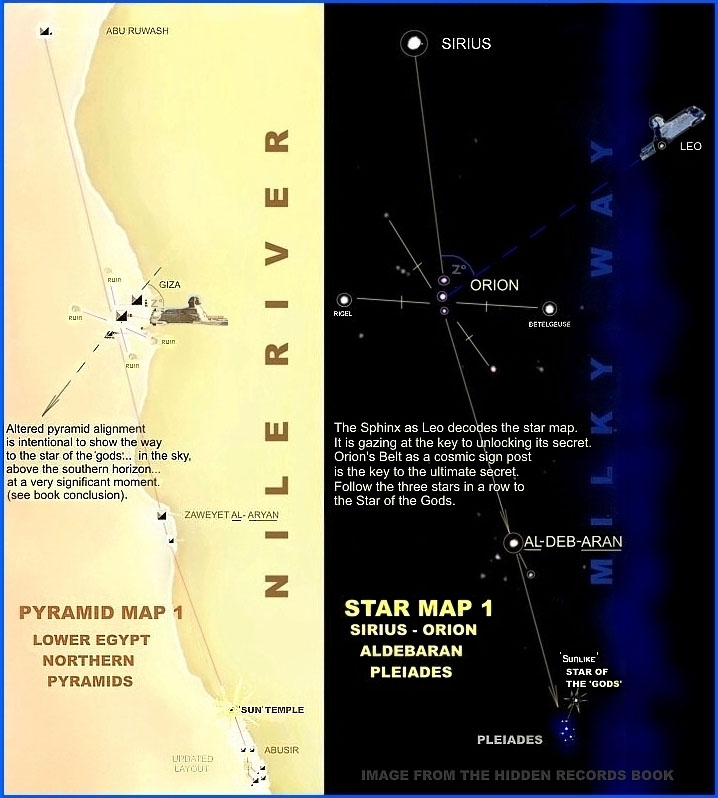 ABU RUWASH
RUIN
GIZA
Z°
RUIN
RUIN
RUIN
NILE RIVER
Altered pyramid alignment
is intentional to show the way
to the star of the 'gods'... in the sky,
above the southern horizon...
at a very significant moment.
(see book conclusion).
ZAWEYET AL- ARYAN
PYRAMID MAP 1
LOWER EGYPT
NORTHERN
PYRAMIDS
'SUN' TEMPLE
ABUSIR
UPDATED
LAYOUT
SIRIUS
LEO
MILKY WAY
Z°
ORION
RIGEL
BETELGEUSE
The Sphinx as Leo decodes the star map.
It is gazing at the key to unlocking its secret.
Orion's Belt as a cosmic sign post
is the key to the ultimate secret.
Follow the three stars in a row to
the Star of the Gods.
AL-DEB-ARAN
STAR MAP 1
SIRIUS - ORION
ALDEBARAN
PLEIADES
'SUNLIKE'
STAR OF
THE 'GODS'
PLEIADES
IMAGE FROM THE HIDDEN RECORDS BOOK